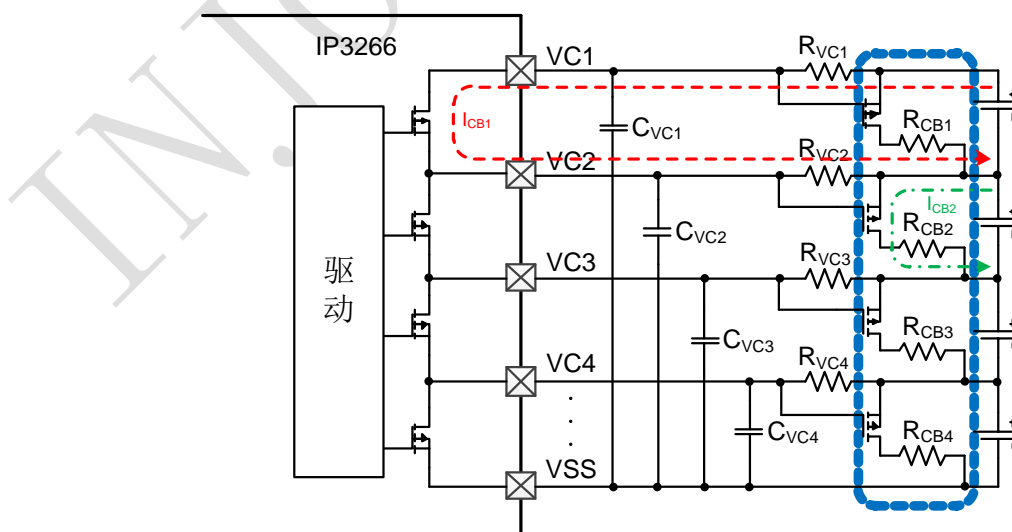 IP3266
VC1
RVC1
ICB1
CVC1
RCB1
VC2
RVC2
ICB2
CVC2
RCB2
驱
动
VC3
RVC3
CVC3
RCB3
VC4
RVC4
CVC4
RCB4
VSS